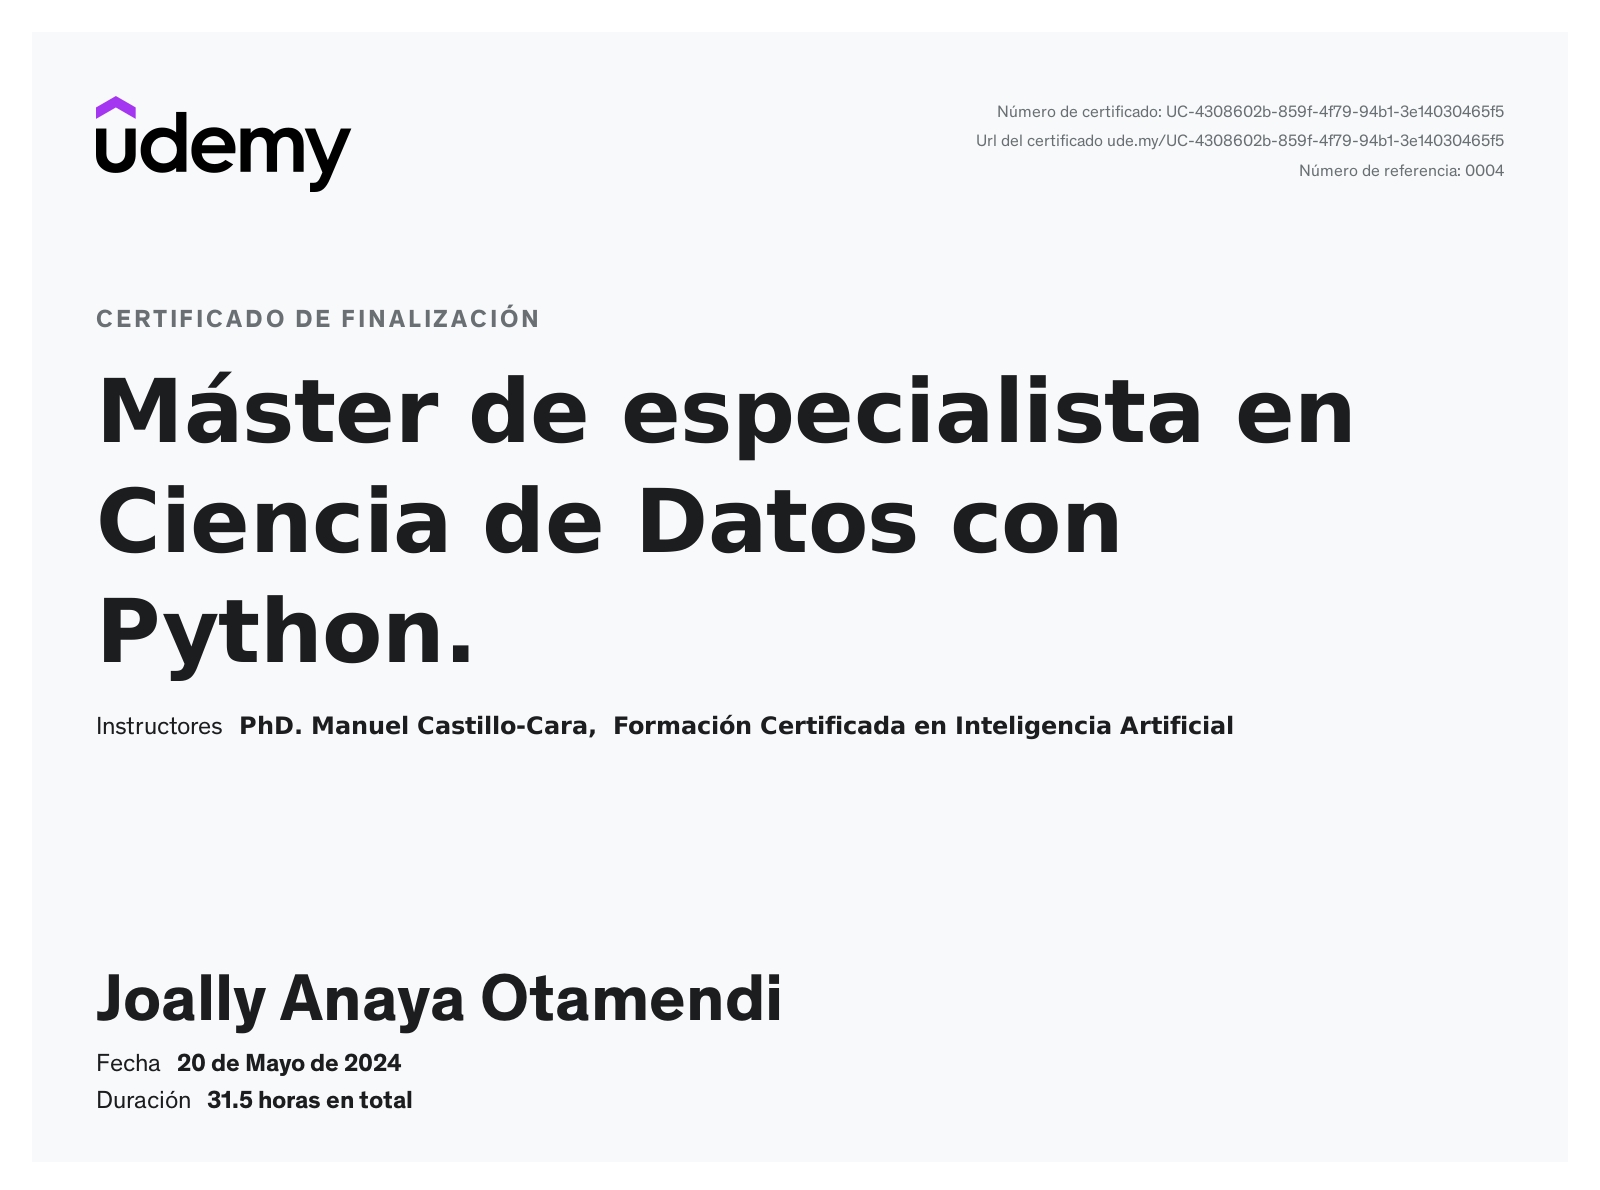 udemy
Número de certificado: UC-4308602b-859f-4f79-94b1-3e14030465f5
Url del certificado ude.my/UC-4308602b-859f-4f79-94b1-3e14030465f5
Número de referencia: 0004
CERTIFICADO DE FINALIZACIÓN
Máster de especialista en
Ciencia de Datos con
Python.
Instructores PhD. Manuel Castillo-Cara, Formación Certificada en Inteligencia Artificial
Joally Anaya Otamendi
Fecha 20 de Mayo de 2024
Duración 31.5 horas en total